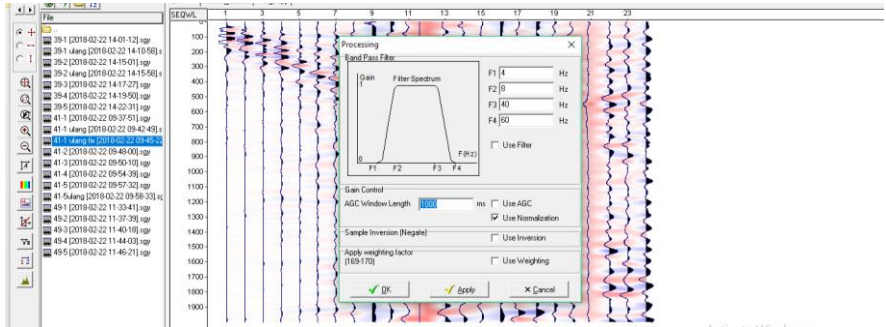 File
..
39-1 [2018-02-22 14-01-12].sgy
39-1 ulang [2018-02-22 14-10-58].s
39-2 [2018-02-22 14-15-01].sgy
39-2 ulang [2018-02-22 14-15-58].s
39-3 [2018-02-22 14-17-27].sgy
39-4 [2018-02-22 14-19-50].sgy
39-5 [2018-02-22 14-22-31].sgy
41-1 [2018-02-22 09-37-51].sgy
41-1 ulang [2018-02-22 09-42-49].s
41-1 ulang fix [2018-02-22 09-45-22
41-2 [2018-02-22 09-48-00].sgy
41-3 [2018-02-22 09-50-10].sgy
41-4 [2018-02-22 09-54-39].sgy
41-5 [2018-02-22 09-57-32].sgy
41-5ulang [2018-02-22 09-58-33].sg
49-1 [2018-02-22 11-33-41].sgy
49-2 [2018-02-22 11-37-39].sgy
49-3 [2018-02-22 11-40-18].sgy
49-4 [2018-02-22 11-44-03].sgy
49-5 [2018-02-22 11-46-21].sgy
SEQWL 1 3 5 7 9 11 13 15 17 19 21 23 25 27 29 31 33
0
100
200
300
400
500
600
700
800
900
1000
1100
1200
1300
1400
1500
1600
1700
1800
1900
Processing
Band Pass Filter
Gain
1
Filter Spectrum
0
F(Hz)
F1 F2 F3 F4
F1 4 Hz
F2 8 Hz
F3 40 Hz
F4 60 Hz
Use Filter
Gain Control
AGC Window Length 1000 ms Use AGC
Use Normalization
Sample Inversion (Negate)
Use Inversion
Apply weighting factor
(169-170)
Use Weighting
OK Apply Cancel